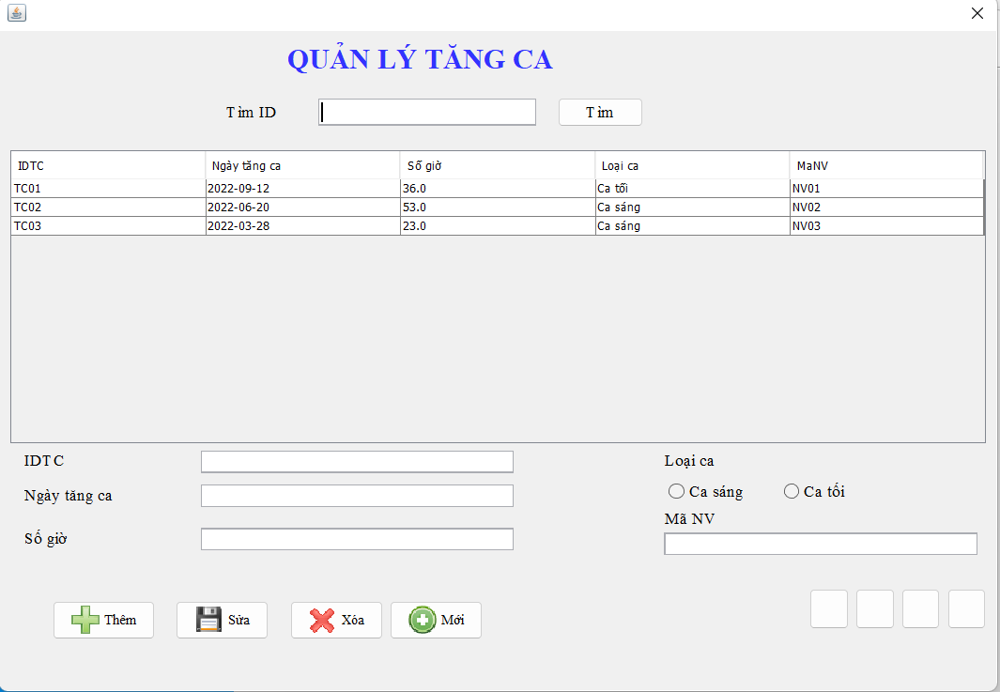 QUẢN LÝ TĂNG CA
Tìm ID Tìm
IDTC Ngày tăng ca Số giờ Loại ca MaNV
TC01 2022-09-12 36.0 Ca tối NV01
TC02 2022-06-20 53.0 Ca sáng NV02
TC03 2022-03-28 23.0 Ca sáng NV03
IDTC Loại ca
Ngày tăng ca Ca sáng Ca tối
Mã NV
Số giờ
Thêm Sửa Xóa Mới